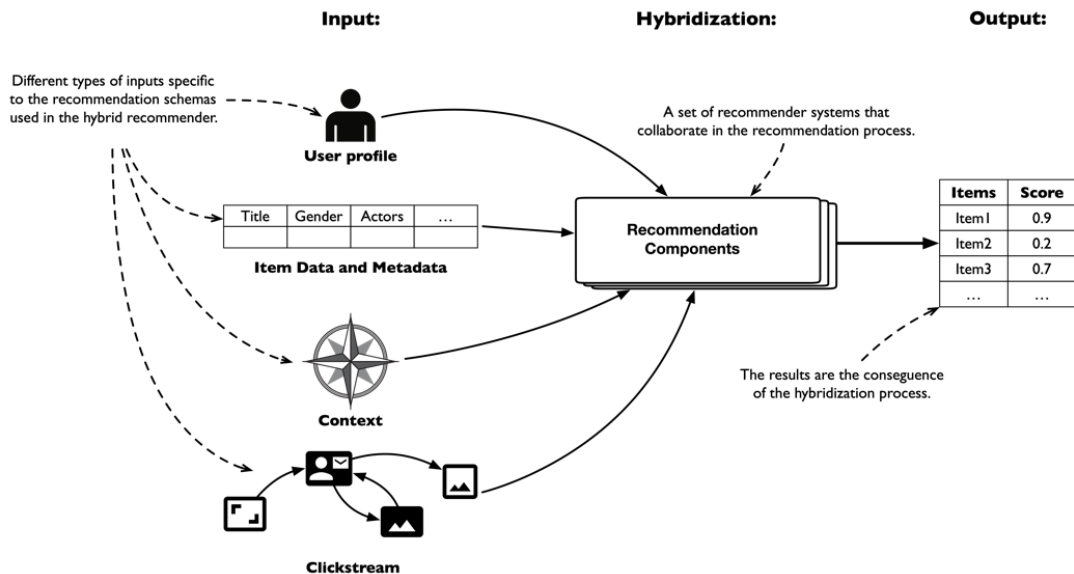 Input:
Hybridization:
Output:
Different types of inputs specific
to the recommendation schemas
used in the hybrid recommender.
User profile
A set of recommender systems that
collaborate in the recommendation process.
Title Gender Actors ...
Item Data and Metadata
Recommendation
Components
Items Score
Item1 0.9
Item2 0.2
Item3 0.7
... ...
Context
The results are the conseguence
of the hybridization process.
Clickstream